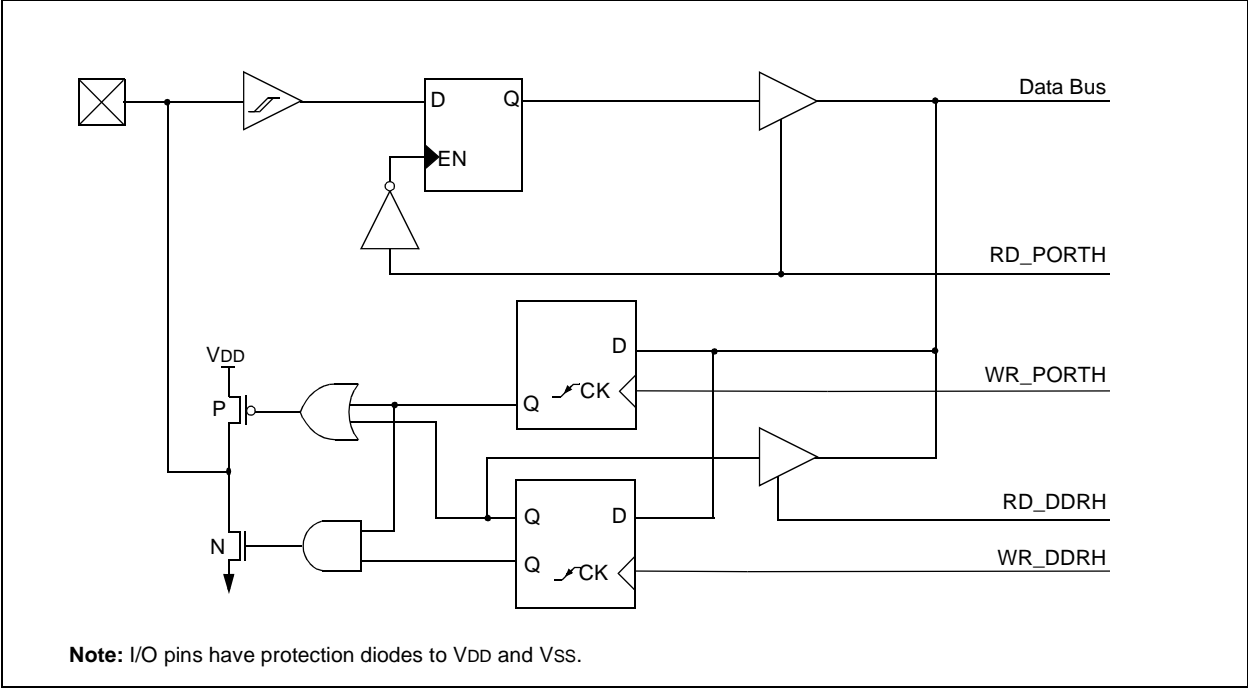 Data Bus
D
Q
EN
RD_PORTH
D
VDD
WR_PORTH
CK
P
Q
RD_DDRH
Q
D
N
WR_DDRH
Q
CK
Note: I/O pins have protection diodes to VDD and VSS.